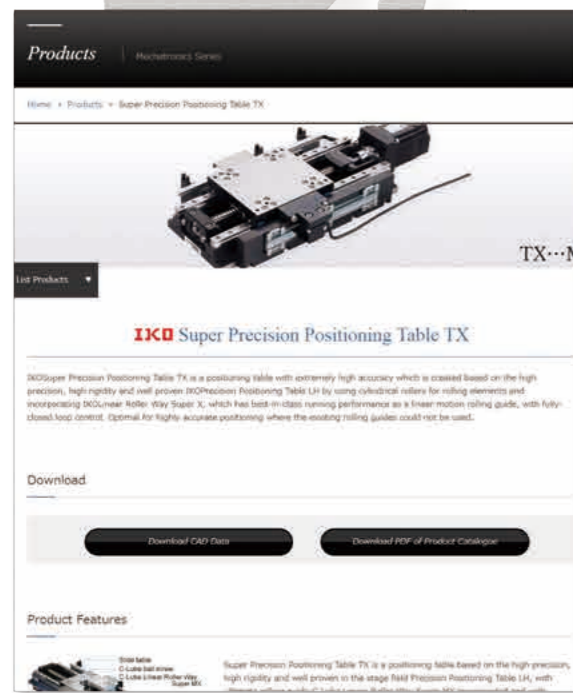 Products
Mechatronics Series
Home Products Super Precision Positioning Table TX
TX…M
List Products ▼
IKO Super Precision Positioning Table TX
IKOSuper Precision Positioning Table TX is a positioning table with extremely high accuracy which is created based on the high
precision, high rigidity and well proven IKOPrecision Positioning Table LH by using cylindrical rollers for rolling elements and
incorporating IKOLinear Roller Way Super X, which has best-in-class running performance as a linear motion rolling guide, with fully-
closed loop control. Optimal for highly accurate positioning where the existing rolling guides could not be used.
Download
Download CAD Data
Download PDF of Product Catalogue
Product Features
Slide table
C-Lube ball screw
C-Lube Linear Roller Way
Super MX
Super Precision Positioning Table TX is a positioning table based on the high precision,
high rigidity and well proven in the stage field Precision Positioning Table LH, with